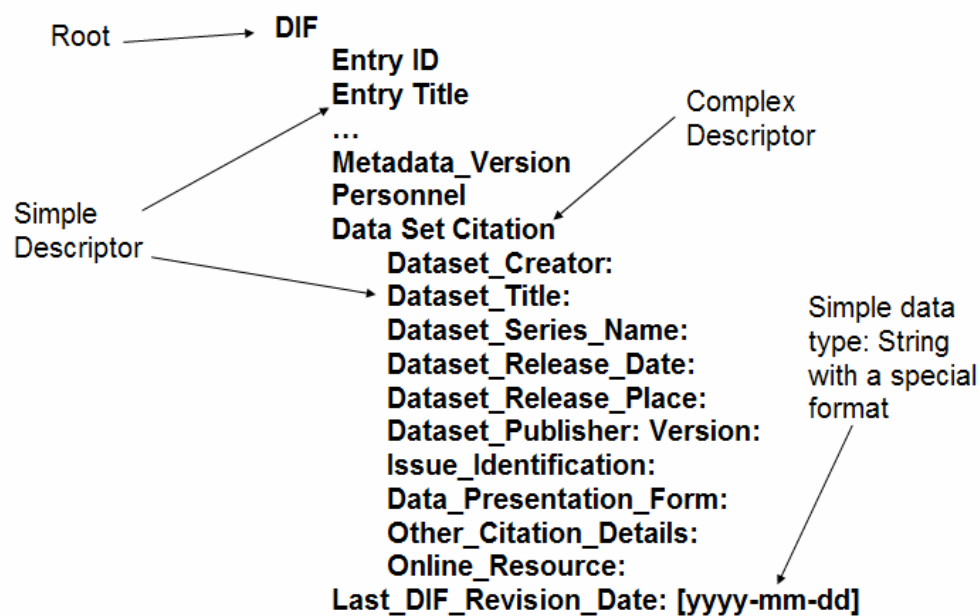 Root
DIF
Entry ID
Entry Title
...
Metadata_Version
Personnel
Data Set Citation
Dataset_Creator:
Dataset_Title:
Dataset_Series_Name:
Dataset_Release_Date:
Dataset_Release_Place:
Dataset_Publisher: Version:
Issue_Identification:
Data_Presentation_Form:
Other_Citation_Details:
Online_Resource:
Last_DIF_Revision_Date: [yyyy-mm-dd]
Simple
Descriptor
Complex
Descriptor
Simple data
type: String
with a special
format